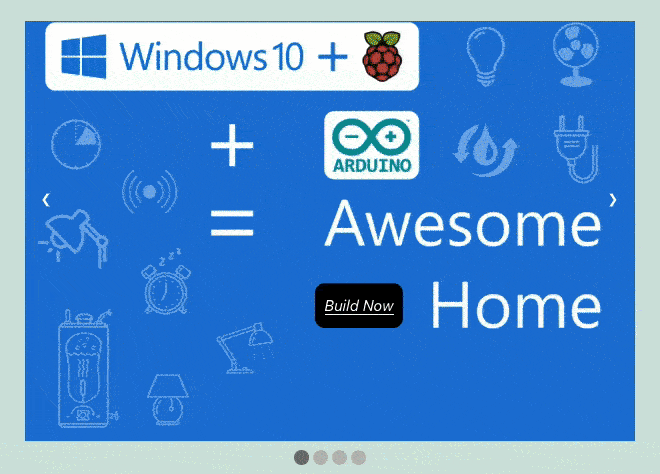 Windows 10 +
+
ARDUINO
= Awesome
Build Now Home
z z z